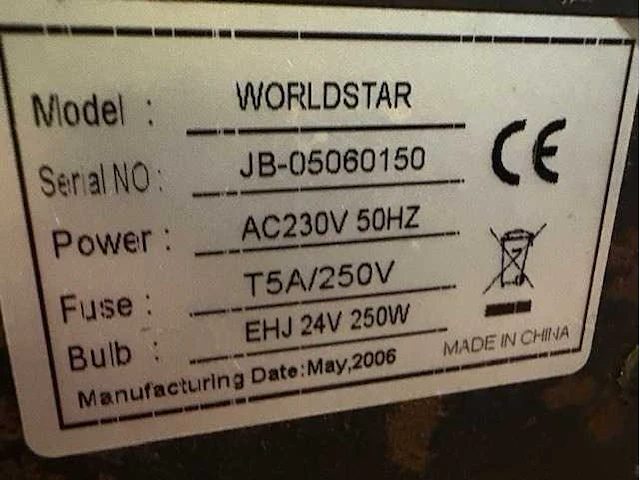 Model : WORLDSTAR
Serial NO : JB-05060150
Power : AC230V 50HZ
Fuse : T5A/250V
Bulb : EHJ 24V 250W
Manufacturing Date:May,2006 MADE IN CHINA
CE